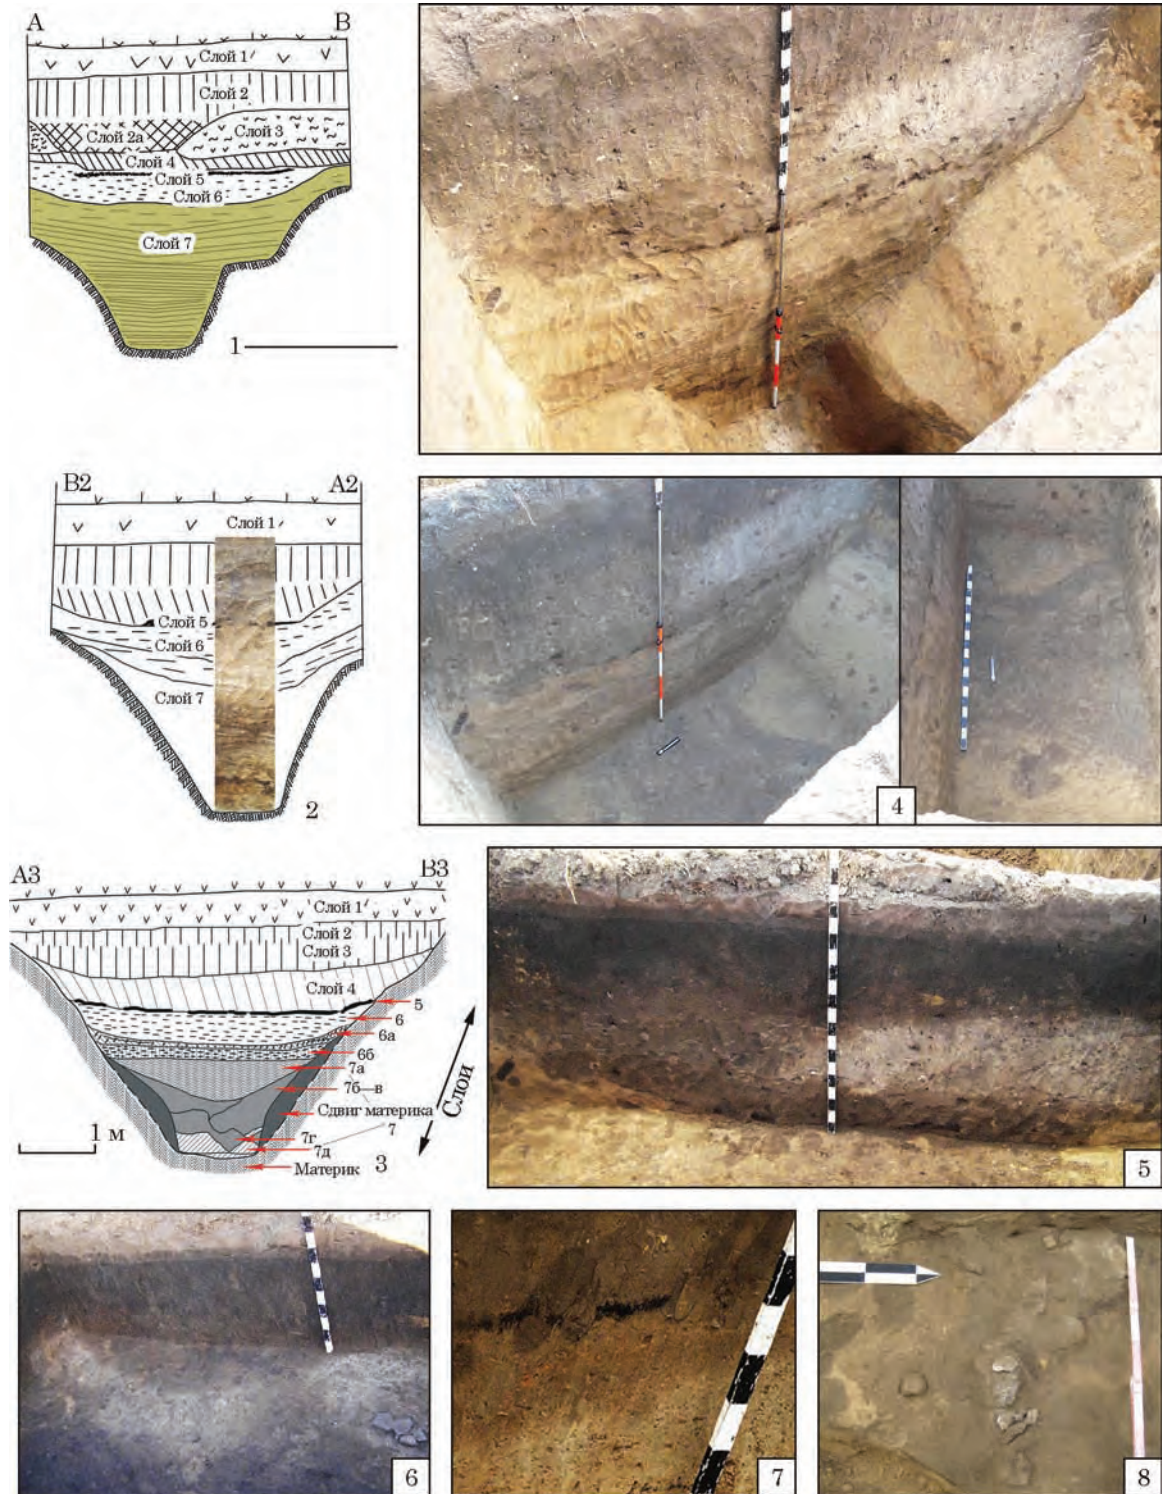 A B
Слой 1
Слой 2
Слой 2а Слой 3
Слой 4
Слой 5
Слой 6
Слой 7
1
B2 A2
Слой 1
Слой 5
Слой 6
Слой 7
2
4
A3 B3
Слой 1
Слой 2
Слой 3
Слой 4
5
6
6а
6б
7а
7б—в
Сдвиг материка
7
7г
7д
Материк
Слои
1 м
3
5
6
7
8